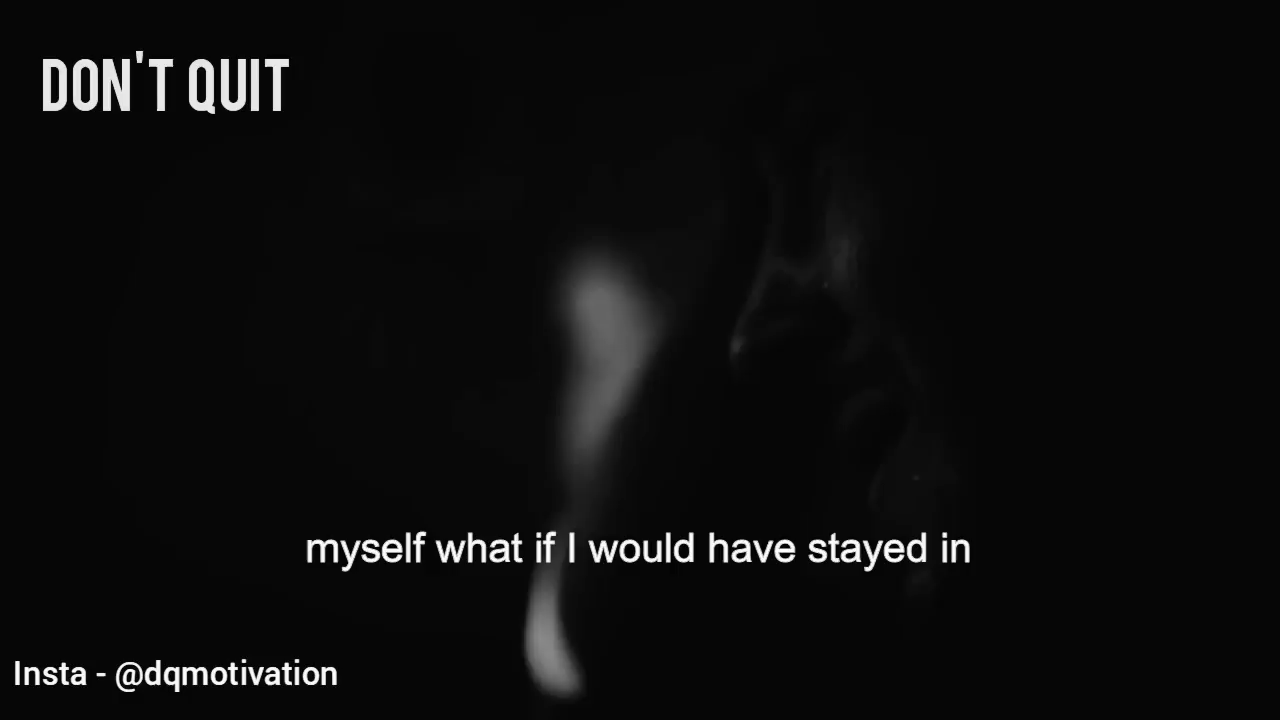 DON'T QUIT
myself what if I would have stayed in
Insta - @dqmotivation